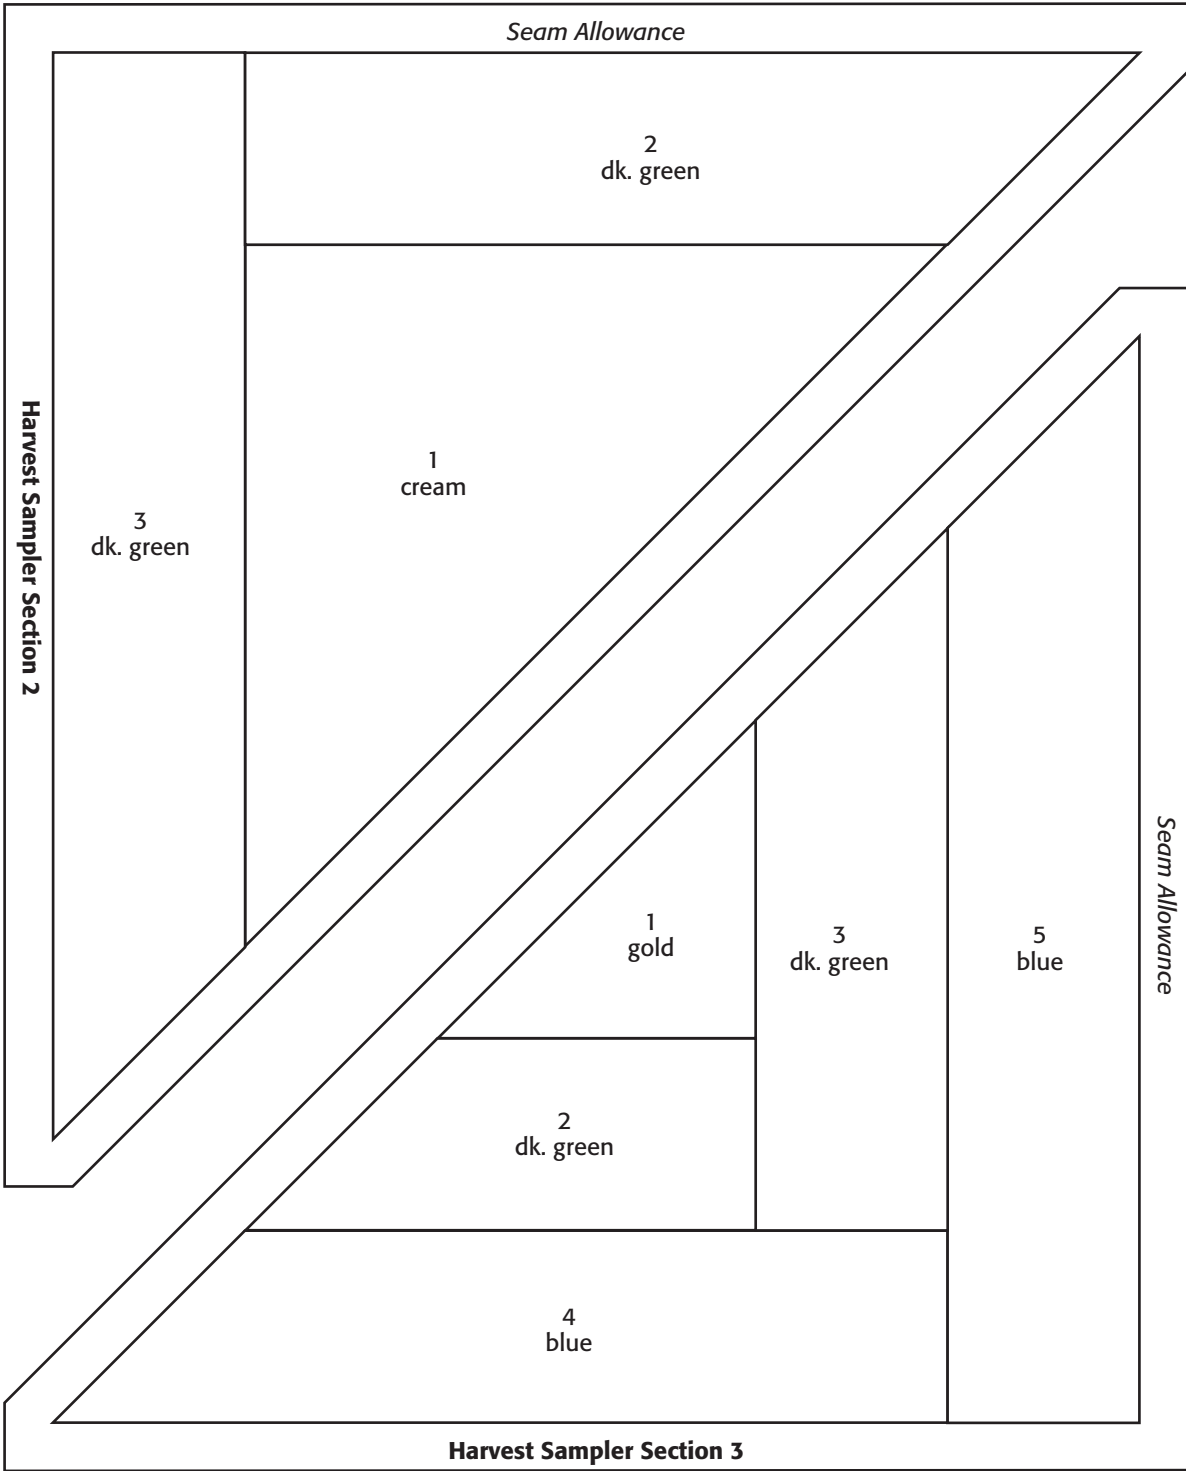 Seam Allowance
2
dk. green
1
cream
3
dk. green
Harvest Sampler Section 2
1
gold
3
dk. green
5
blue
Seam Allowance
2
dk. green
4
blue
Harvest Sampler Section 3